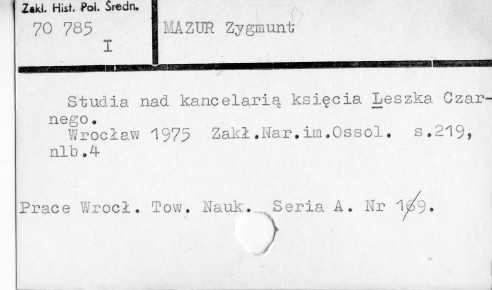 Zakł. Hist. Pol. Średn.
70 785
I
MAZUR Zygmunt
Studia nad kancelarią księcia Leszka Czar-
nego.
Wrocław 1975 Zakł.Nar.im.Ossol. s.219,
nlb.4
Prace Wrocł. Tow. Nauk. Seria A. Nr 169.